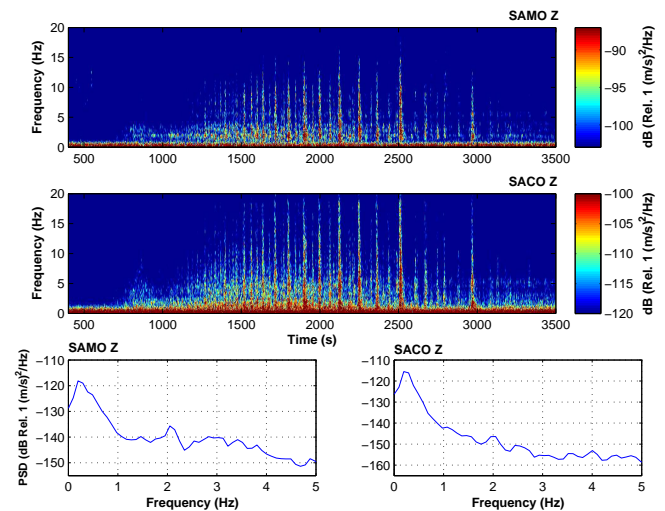 SAMO Z
Frequency (Hz)
20
15
10
5
0
500 1000 1500 2000 2500 3000 3500
−90
−95
−100
dB (Rel. 1 (m/s)²/Hz)
SACO Z
Frequency (Hz)
20
15
10
5
0
500 1000 1500 2000 2500 3000 3500
Time (s)
−100
−105
−110
−115
−120
dB (Rel. 1 (m/s)²/Hz)
SAMO Z
PSD (dB Rel. 1 (m/s)²/Hz)
−110
−120
−130
−140
−150
0 1 2 3 4 5
Frequency (Hz)
SACO Z
−110
−120
−130
−140
−150
−160
0 1 2 3 4 5
Frequency (Hz)